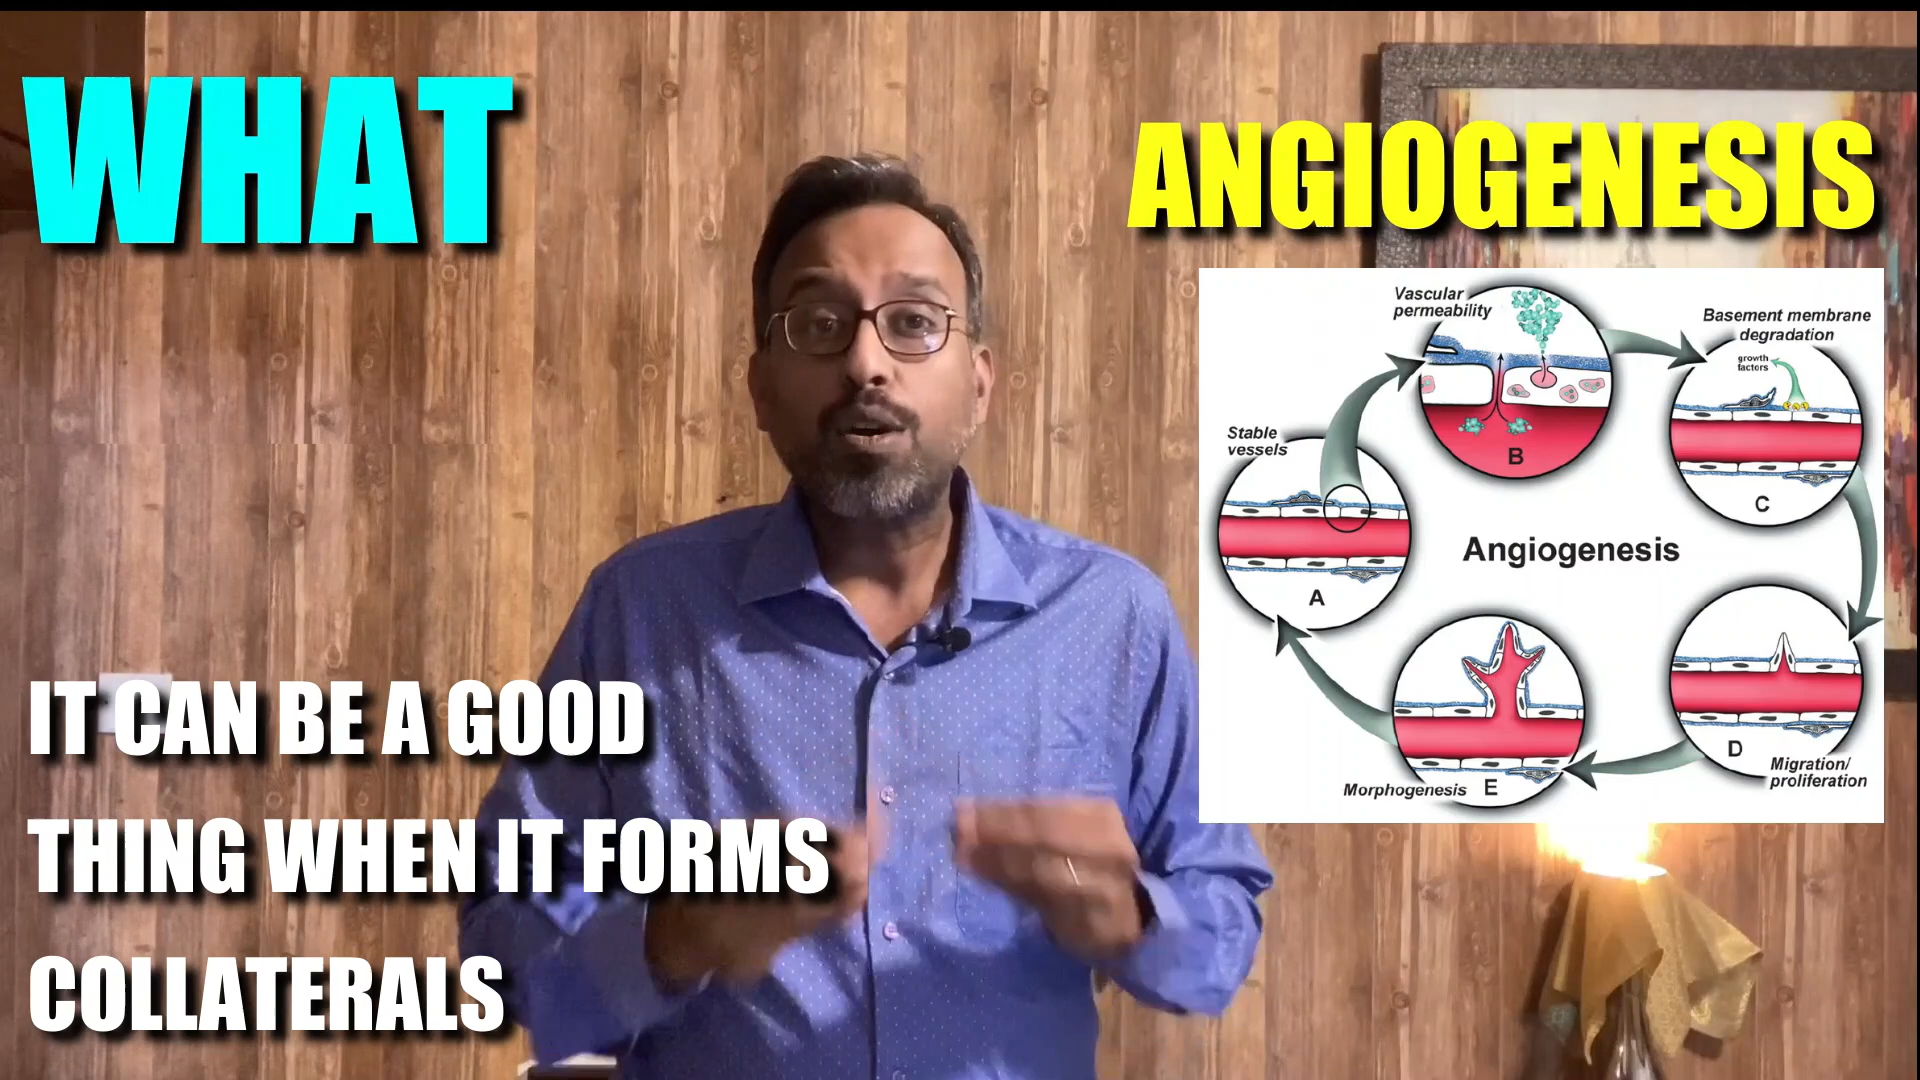 WHAT
ANGIOGENESIS
Vascular
permeability
Basement membrane
degradation
growth
factors
Stable
vessels
B
C
Angiogenesis
A
D
Migration/
proliferation
Morphogenesis
E
IT CAN BE A GOOD
THING WHEN IT FORMS
COLLATERALS